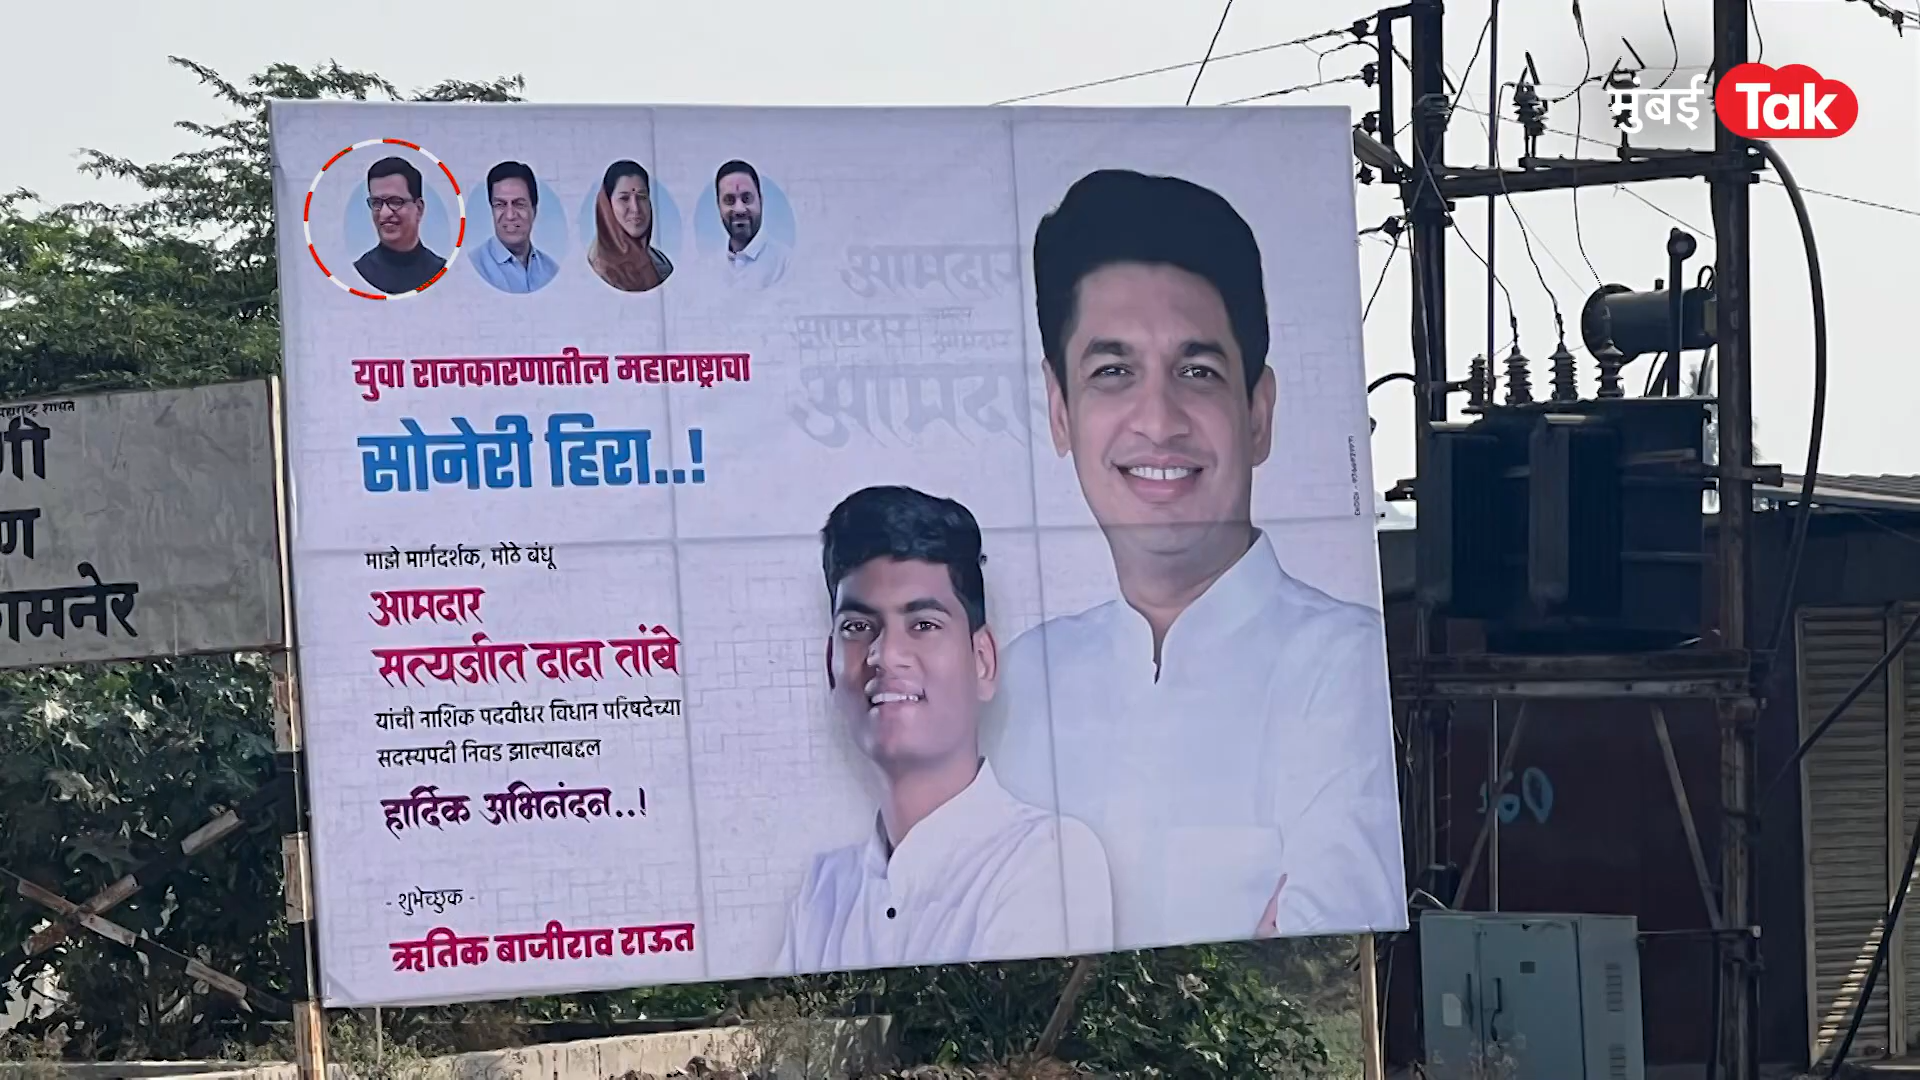 मुंबई Tak
युवा राजकारणातील महाराष्ट्राचा
सोनेरी हिरा..!
माझे मार्गदर्शक, मोठे बंधू
आमदार
सत्यजीत दादा तांबे
यांची नाशिक पदवीधर विधान परिषदेच्या
सदस्यपदी निवड झाल्याबद्दल
हार्दिक अभिनंदन..!
- शुभेच्छुक -
ऋतिक बाजीराव राऊत
आमदार
आमदार
आमदार
ण